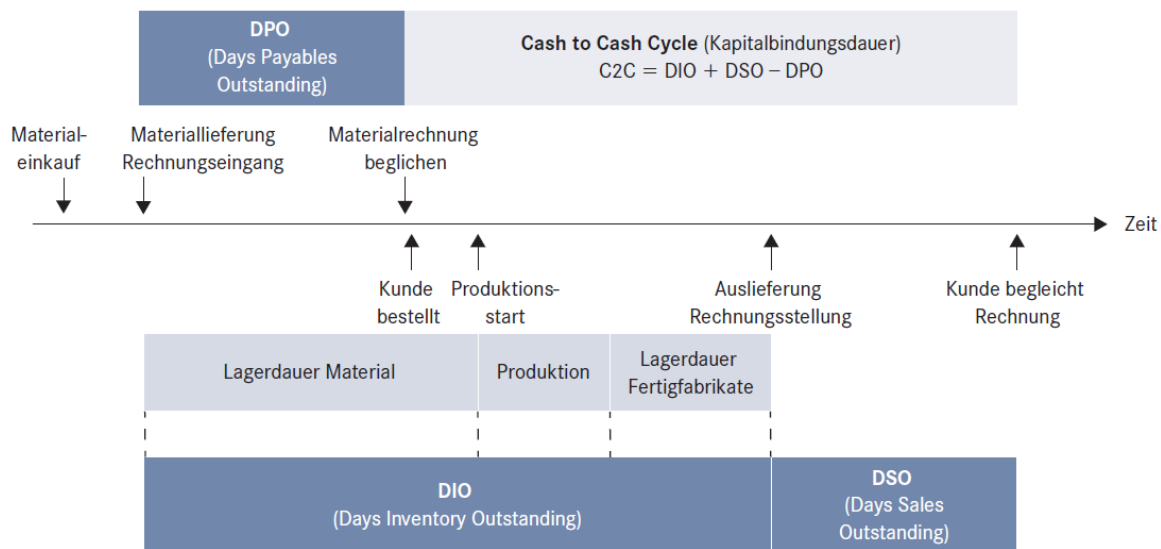 DPO
(Days Payables
Outstanding)
Cash to Cash Cycle (Kapitalbindungsdauer)
C2C = DIO + DSO – DPO
Material-
einkauf
Materiallieferung
Rechnungseingang
Materialrechnung
beglichen
Zeit
Kunde
bestellt
Produktions-
start
Auslieferung
Rechnungsstellung
Kunde begleicht
Rechnung
Lagerdauer Material
Produktion
Lagerdauer
Fertigfabrikate
DIO
(Days Inventory Outstanding)
DSO
(Days Sales
Outstanding)